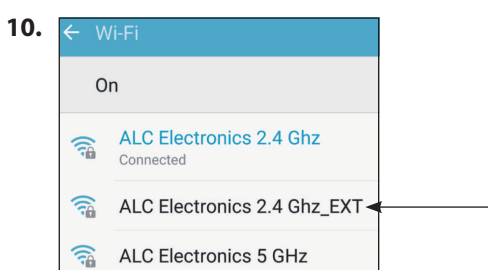 10.
← Wi-Fi
On
ALC Electronics 2.4 Ghz
Connected
ALC Electronics 2.4 Ghz_EXT
ALC Electronics 5 GHz